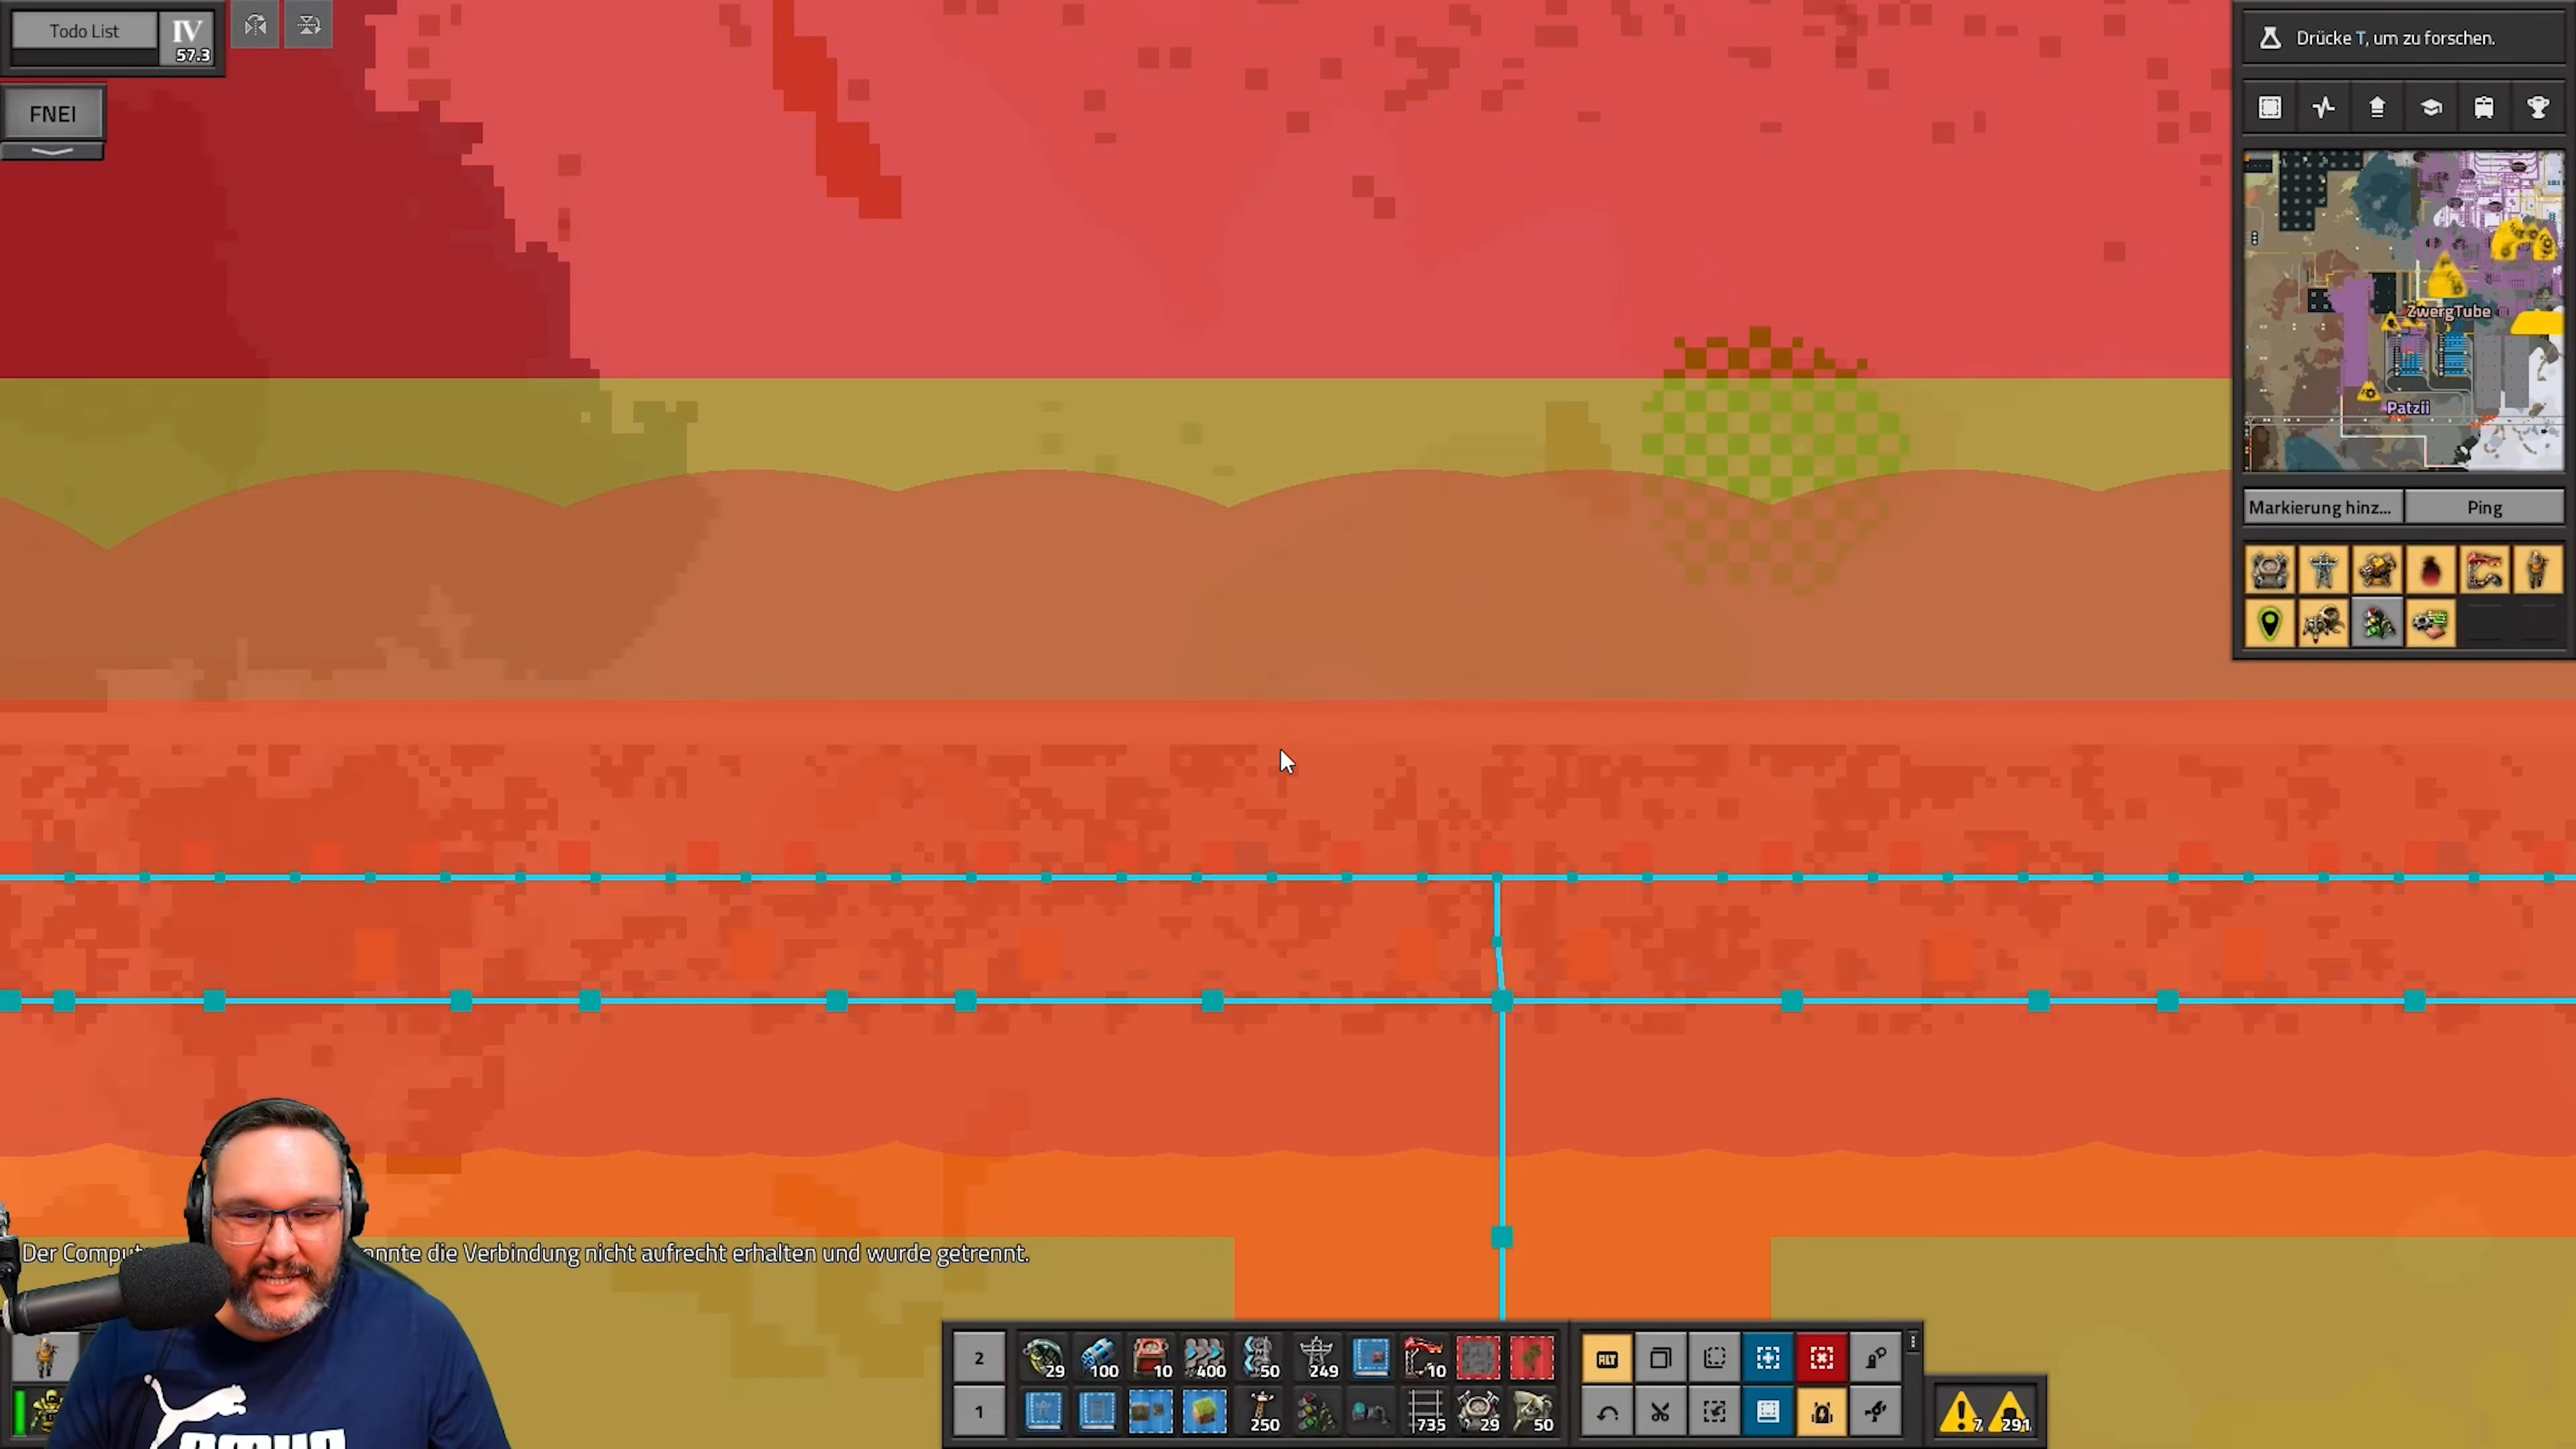 Todo List
IV
57.3
FNEI
Drücke T, um zu forschen.
ZwergTube
Patzii
Markierung hinz...
Ping
Der Comput
nnte die Verbindung nicht aufrecht erhalten und wurde getrennt.
2
29
100
10
400
50
249
10
ALT
1
250
735
29
50
7
291